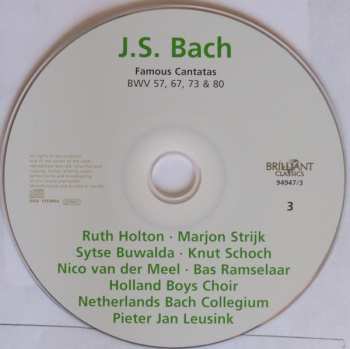 J.S. Bach
Famous Cantatas
BWV 57, 67, 73 & 80
BRILLIANT
CLASSICS
94947/3
3
Ruth Holton · Marjon Strijk
Sytse Buwalda · Knut Schoch
Nico van der Meel · Bas Ramselaar
Holland Boys Choir
Netherlands Bach Collegium
Pieter Jan Leusink